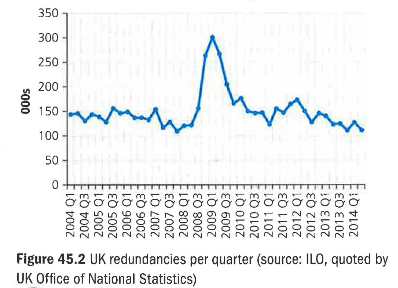 350
300
250
200
150
100
50
0
000s
2004 Q1
2004 Q3
2005 Q1
2005 Q3
2006 Q1
2006 Q3
2007 Q1
2007 Q3
2008 Q1
2008 Q3
2009 Q1
2009 Q3
2010 Q1
2010 Q3
2011 Q1
2011 Q3
2012 Q1
2012 Q3
2013 Q1
2013 Q3
2014 Q1
Figure 45.2 UK redundancies per quarter (source: ILO, quoted by
UK Office of National Statistics)